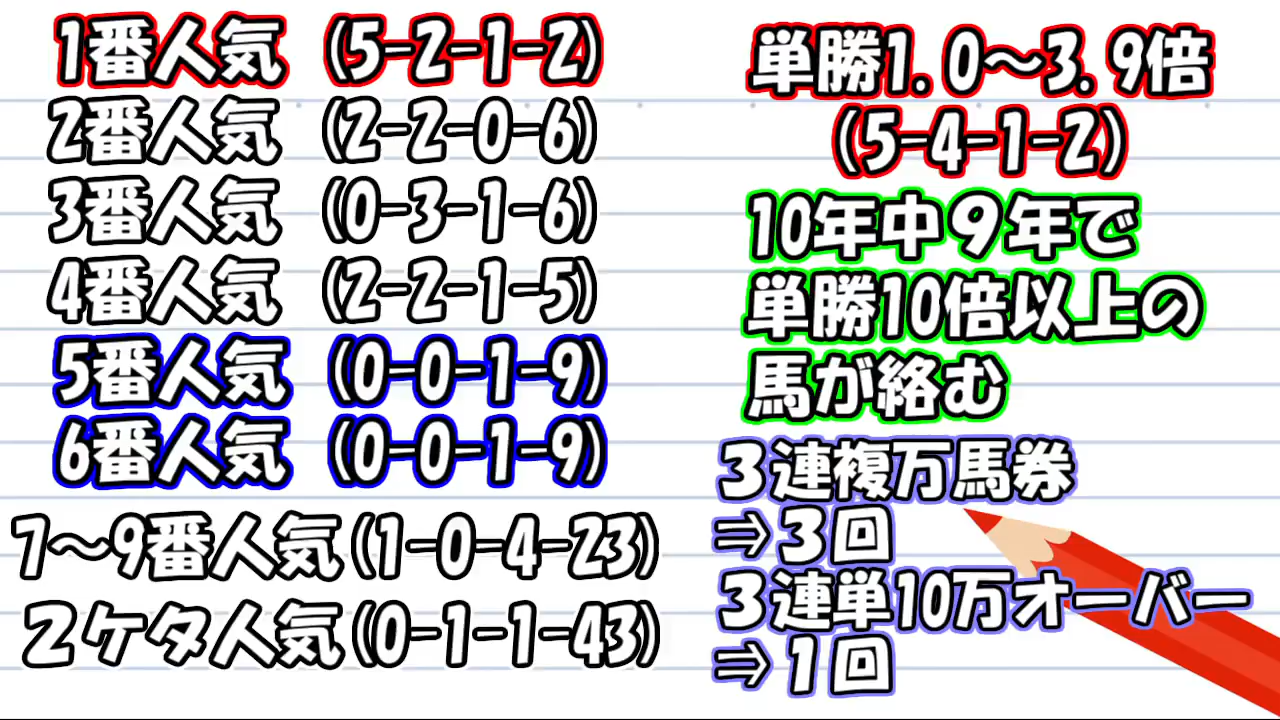 1番人気 (5-2-1-2)
2番人気 (2-2-0-6)
3番人気 (0-3-1-6)
4番人気 (2-2-1-5)
5番人気 (0-0-1-9)
6番人気 (0-0-1-9)
7〜9番人気(1-0-4-23)
２ケタ人気(0-1-1-43)
単勝1.0〜3.9倍
(5-4-1-2)
10年中９年で
単勝10倍以上の
馬が絡む
３連複万馬券
⇒３回
３連単10万オーバー
⇒１回